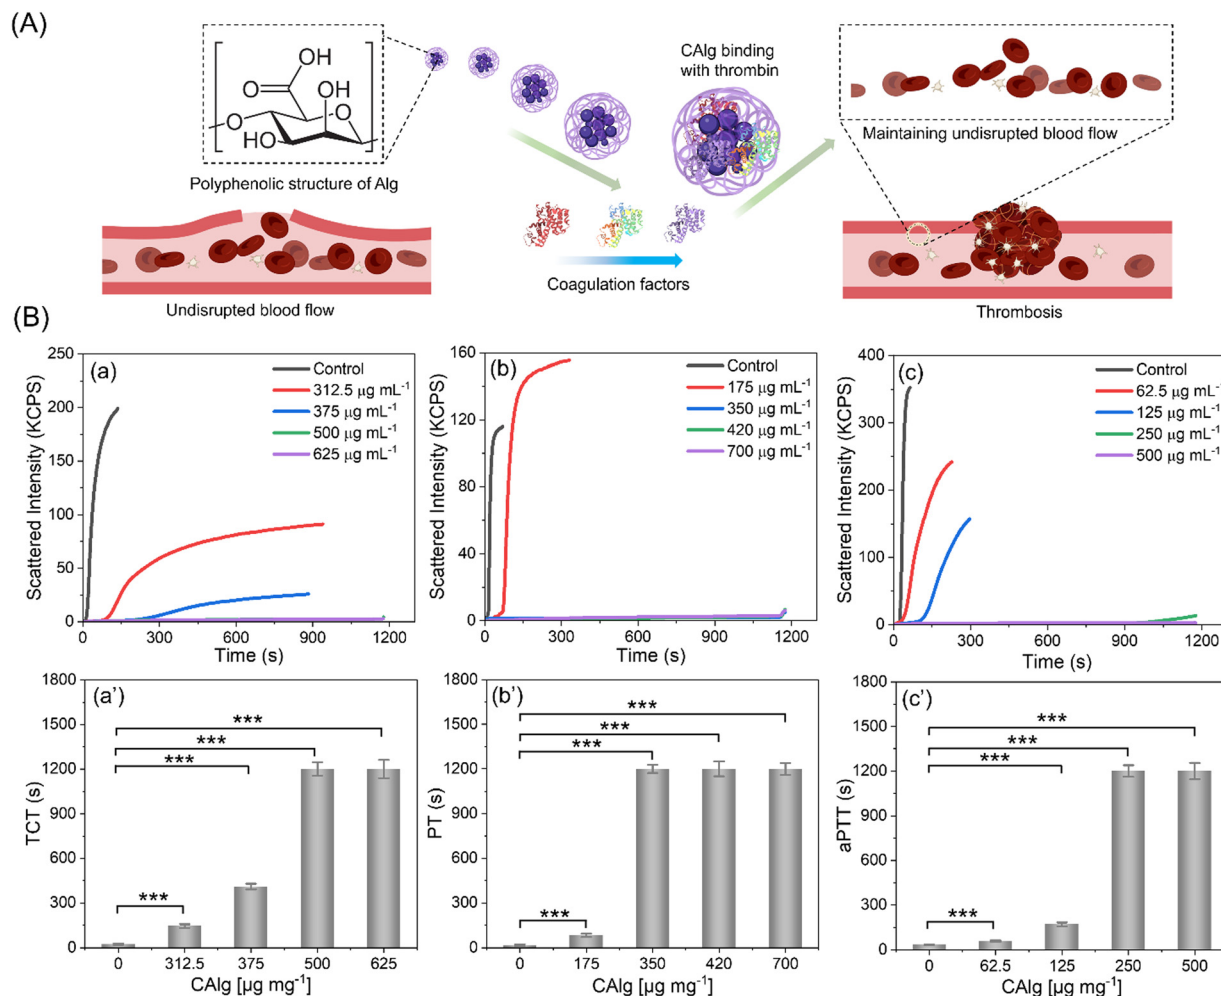 (A)
OH
O
OH
O
O
HO
HO
Polyphenolic structure of Alg
CAlg binding
with thrombin
Maintaining undisrupted blood flow
Undisrupted blood flow
Coagulation factors
Thrombosis
(B)
(a)
Control
312.5 µg mL-1
375 µg mL-1
500 µg mL-1
625 µg mL-1
250
200
150
100
50
0
0 300 600 900 1200
Scattered Intensity (KCPS)
Time (s)
(b)
Control
175 µg mL-1
350 µg mL-1
420 µg mL-1
700 µg mL-1
160
120
80
40
0
0 300 600 900 1200
Scattered Intensity (KCPS)
Time (s)
(c)
Control
62.5 µg mL-1
125 µg mL-1
250 µg mL-1
500 µg mL-1
400
300
200
100
0
0 300 600 900 1200
Scattered Intensity (KCPS)
Time (s)
(a')
1800
1500
1200
900
600
300
0
TCT (s)
***
***
***
***
0 312.5 375 500 625
CAlg [µg mg-1]
(b')
1800
1500
1200
900
600
300
0
PT (s)
***
***
***
***
0 175 350 420 700
CAlg [µg mg-1]
(c')
1800
1500
1200
900
600
300
0
aPTT (s)
***
***
***
***
0 62.5 125 250 500
CAlg [µg mg-1]